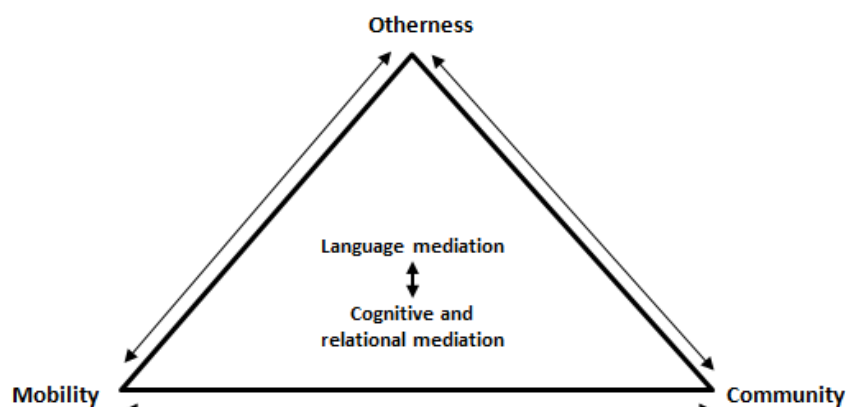 Otherness
Language mediation
Cognitive and
relational mediation
Mobility
Community